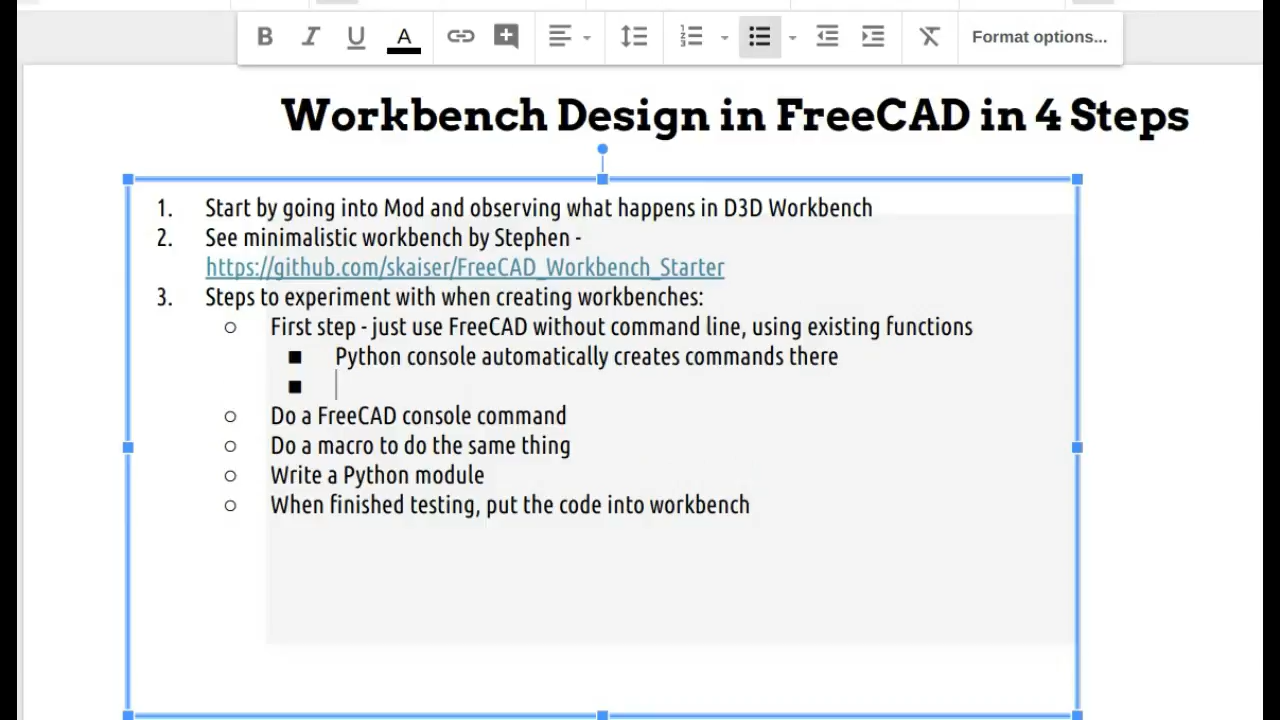 B I U A Format options...
Workbench Design in FreeCAD in 4 Steps
1. Start by going into Mod and observing what happens in D3D Workbench
2. See minimalistic workbench by Stephen -
https://github.com/skaiser/FreeCAD_Workbench_Starter
3. Steps to experiment with when creating workbenches:
○ First step - just use FreeCAD without command line, using existing functions
■ Python console automatically creates commands there
■
○ Do a FreeCAD console command
○ Do a macro to do the same thing
○ Write a Python module
○ When finished testing, put the code into workbench